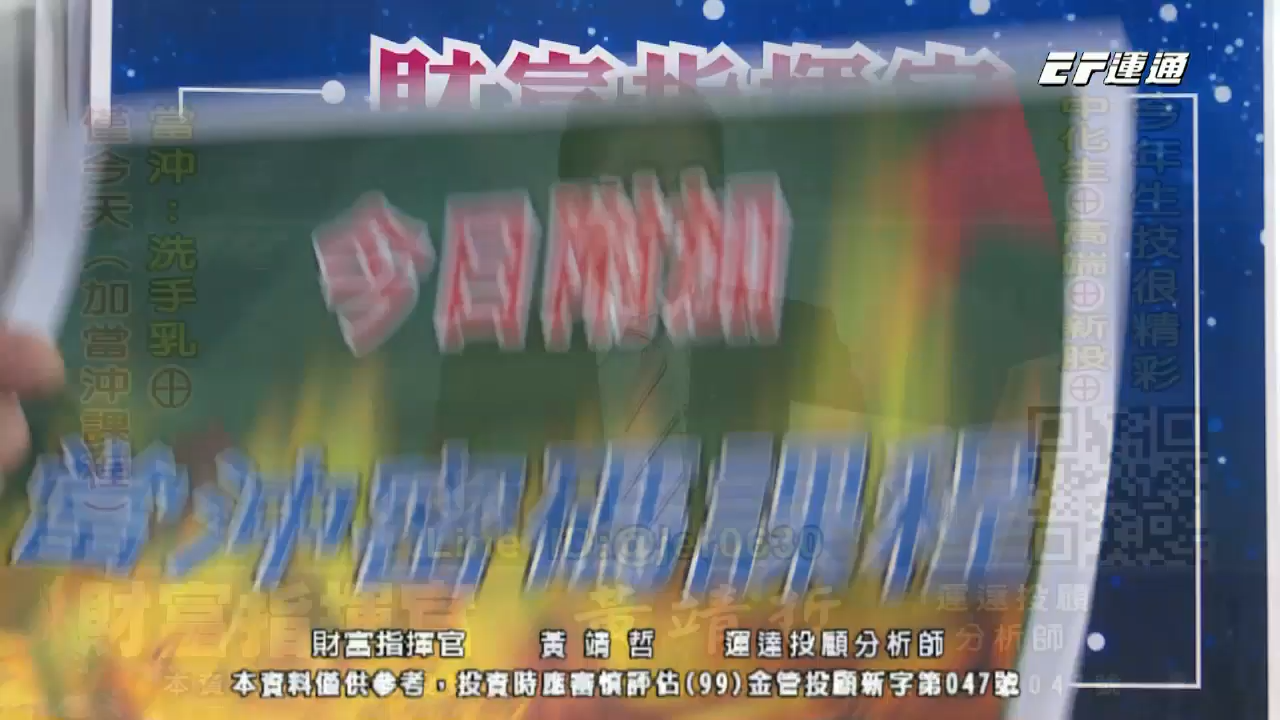 財富指揮官
EF運通
今年生技很精彩
中化生⊕高端⊕新股⊕
當沖：洗手乳⊕
僅今天（加當沖課程）
今日附加
Line ID:@jer0630
財富指揮官 黃靖哲 運達投顧
分析師
財富指揮官 黃靖哲 運達投顧分析師
本資料僅供參考，投資時應審慎評估(99)金管投顧新字第047號